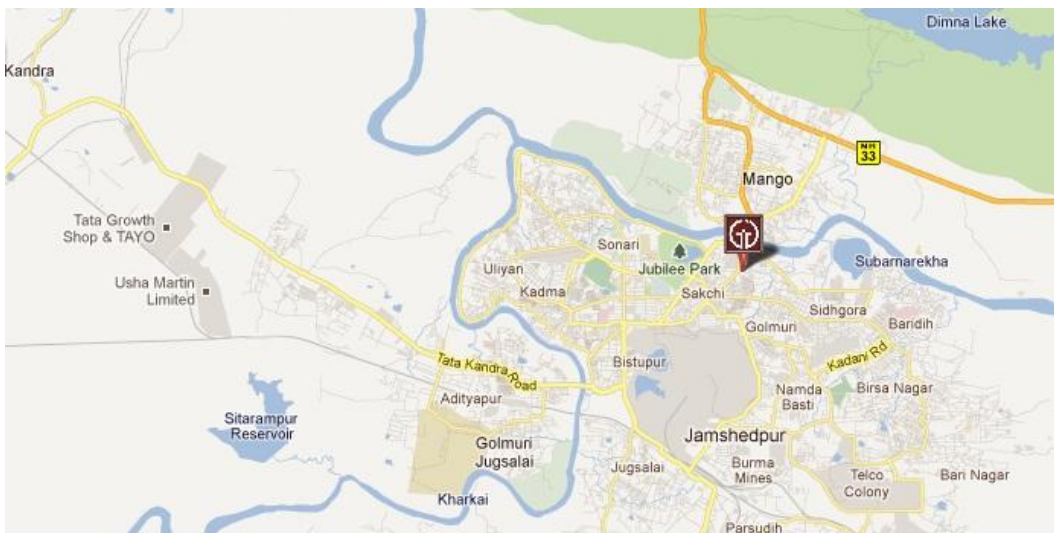 Dimna Lake
Kandra
NH
33
Mango
Tata Growth
Shop & TAYO
Sonari
Jubilee Park
Subarnarekha
Uliyan
Usha Martin
Limited
Kadma
Sakchi
Sidhgora
Golmuri
Baridih
Bistupur
Kadani Rd
Tata Kandra Road
Adityapur
Namda
Basti
Birsa Nagar
Sitarampur
Reservoir
Golmuri
Jugsalai
Jamshedpur
Jugsalai
Burma
Mines
Telco
Colony
Bari Nagar
Kharkai
Parsudih